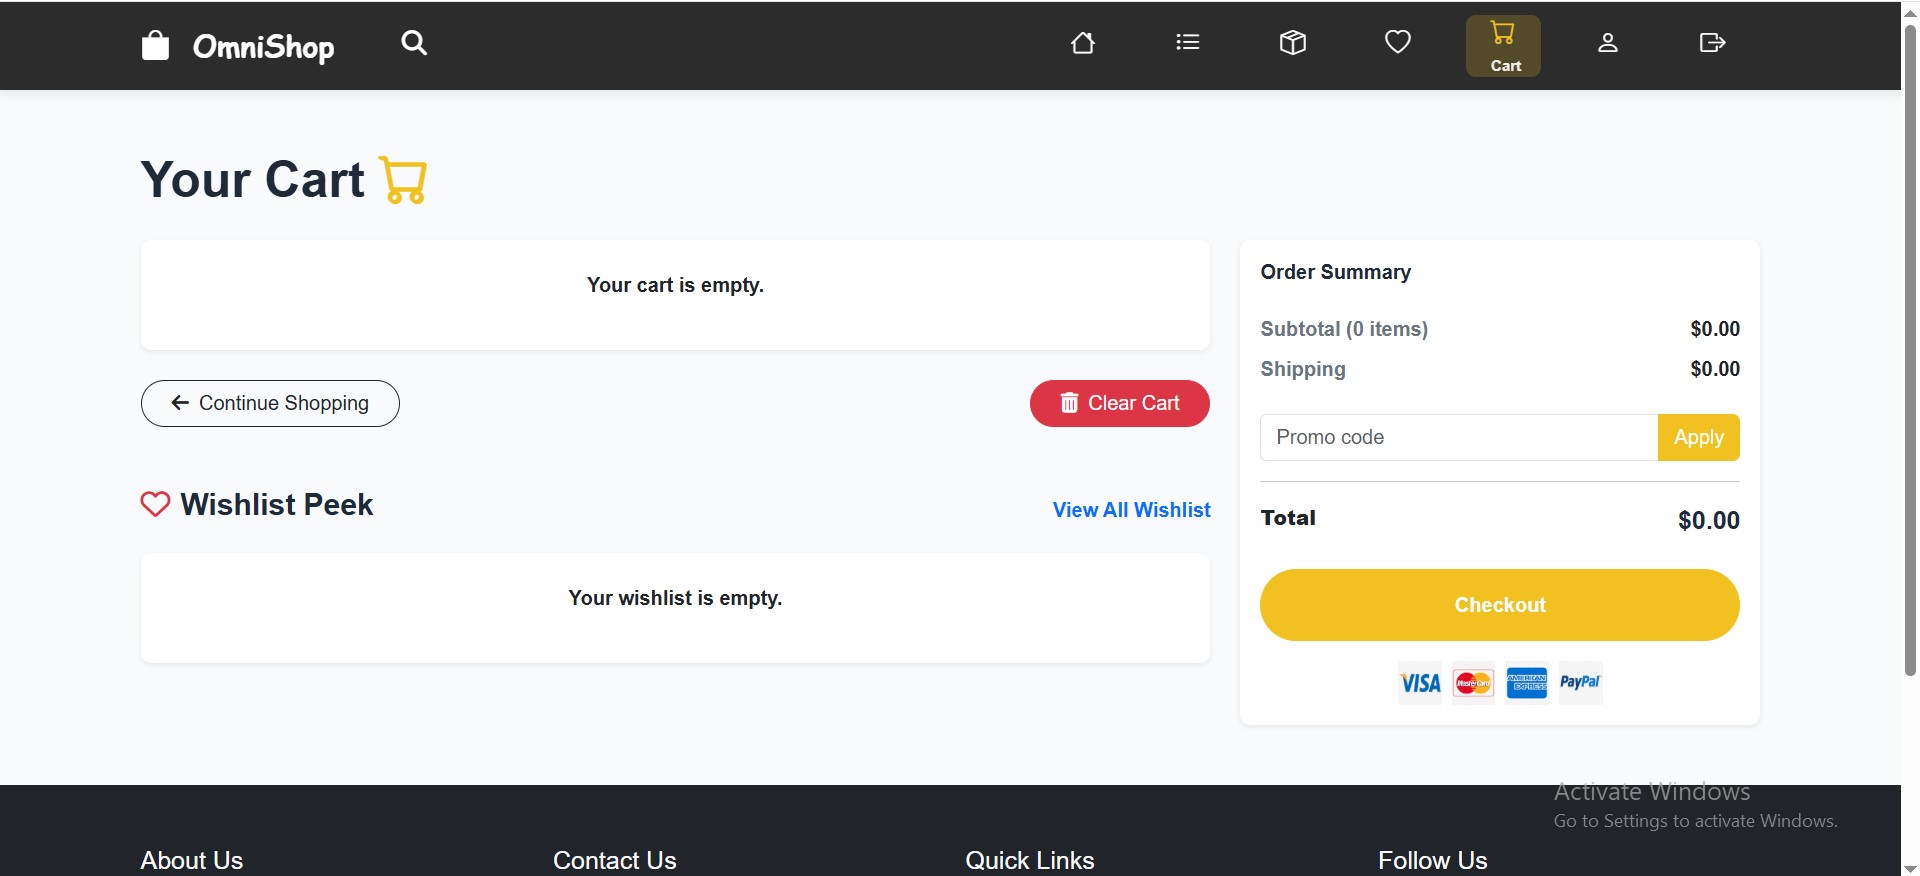 OmniShop
Cart
Your Cart
Your cart is empty.
Continue Shopping
Clear Cart
Wishlist Peek
View All Wishlist
Your wishlist is empty.
Order Summary
Subtotal (0 items) $0.00
Shipping $0.00
Promo code
Apply
Total $0.00
Checkout
VISA MasterCard AMERICAN EXPRESS PayPal
Activate Windows
Go to Settings to activate Windows.
About Us
Contact Us
Quick Links
Follow Us